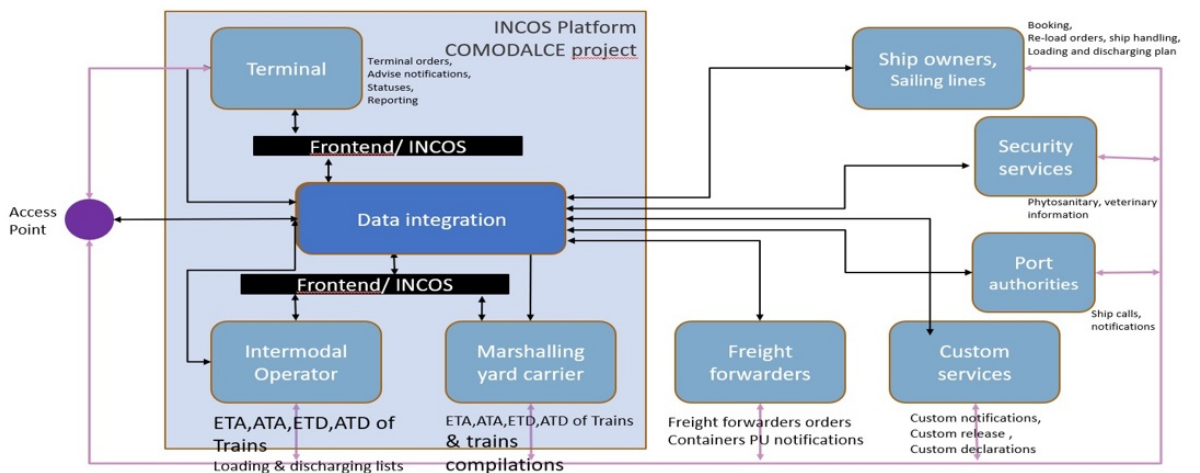 INCOS Platform
COMODALCE project
Terminal
Terminal orders,
Advise notifications,
Statuses,
Reporting
Frontend/ INCOS
Data integration
Frontend/ INCOS
Intermodal
Operator
ETA,ATA,ETD,ATD of
Trains
Loading & discharging lists
Marshalling
yard carrier
ETA,ATA,ETD,ATD of Trains
& trains
compilations
Access
Point
Ship owners,
Sailing lines
Booking,
Re-load orders, ship handling,
Loading and discharging plan
Security
services
Phytosanitary, veterinary
information
Port
authorities
Ship calls,
notifications
Freight
forwarders
Freight forwarders orders
Containers PU notifications
Custom
services
Custom notifications,
Custom release ,
Custom declarations